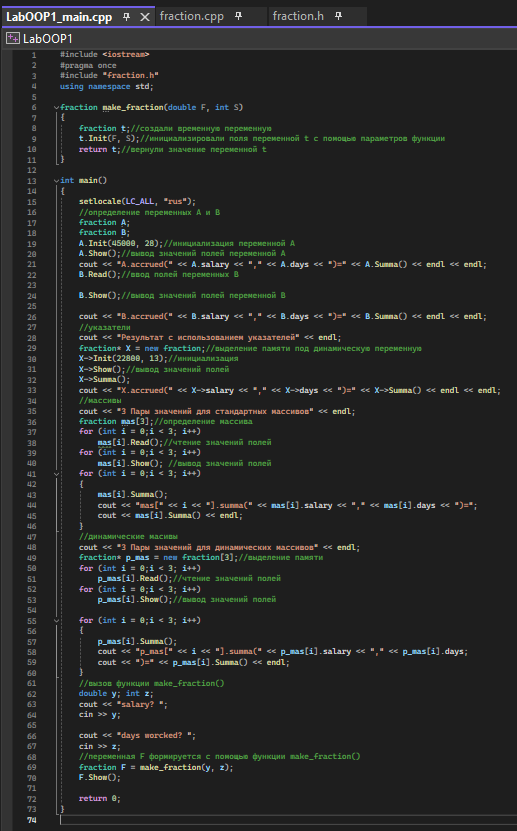 LabOOP1_main.cpp fraction.cpp fraction.h
LabOOP1
1 #include <iostream>
2 #pragma once
3 #include "fraction.h"
4 using namespace std;
5
6 fraction make_fraction(double F, int S)
7 {
8 fraction t;//создали временную переменную
9 t.Init(F, S);//инициализировали поля переменной t с помощью параметров функции
10 return t;//вернули значение переменной t
11 }
12
13 int main()
14 {
15 setlocale(LC_ALL, "rus");
16 //определение переменных А и В
17 fraction A;
18 fraction B;
19 A.Init(45000, 28);//инициализация переменной А
20 A.Show();//вывод значений полей переменной А
21 cout << "A.accrued(" << A.salary << "," << A.days << ")=" << A.Summa() << endl << endl;
22 B.Read();//ввод полей переменных В
23
24 B.Show();//вывод значений полей переменной В
25
26 cout << "B.accrued(" << B.salary << "," << B.days << ")=" << B.Summa() << endl << endl;
27 //указатели
28 cout << "Результат с использованием указателей" << endl;
29 fraction* X = new fraction;//выделение памяти под динамическую переменную
30 X->Init(22800, 13);//инициализация
31 X->Show();//вывод значений полей
32 X->Summa();
33 cout << "X.accrued(" << X->salary << "," << X->days << ")=" << X->Summa() << endl << endl;
34 //массивы
35 cout << "3 Пары значений для стандартных массивов" << endl;
36 fraction mas[3];//определение массива
37 for (int i = 0;i < 3; i++)
38 mas[i].Read();//чтение значений полей
39 for (int i = 0;i < 3; i++)
40 mas[i].Show(); //вывод значений полей
41 for (int i = 0;i < 3; i++)
42 {
43 mas[i].Summa();
44 cout << "mas[" << i << "].summa(" << mas[i].salary << "," << mas[i].days << ")=";
45 cout << mas[i].Summa() << endl;
46 }
47 //динамические масивы
48 cout << "3 Пары значений для динамических массивов" << endl;
49 fraction* p_mas = new fraction[3];//выделение памяти
50 for (int i = 0;i < 3; i++)
51 p_mas[i].Read();//чтение значений полей
52 for (int i = 0;i < 3; i++)
53 p_mas[i].Show();//вывод значений полей
54
55 for (int i = 0;i < 3; i++)
56 {
57 p_mas[i].Summa();
58 cout << "p_mas[" << i << "].summa(" << p_mas[i].salary << "," << p_mas[i].days;
59 cout << ")=" << p_mas[i].Summa() << endl;
60 }
61 //вызов функции make_fraction()
62 double y; int z;
63 cout << "salary? ";
64 cin >> y;
65
66 cout << "days worcked? ";
67 cin >> z;
68 //переменная F формируется с помощью функции make_fraction()
69 fraction F = make_fraction(y, z);
70 F.Show();
71
72 return 0;
73 }
74